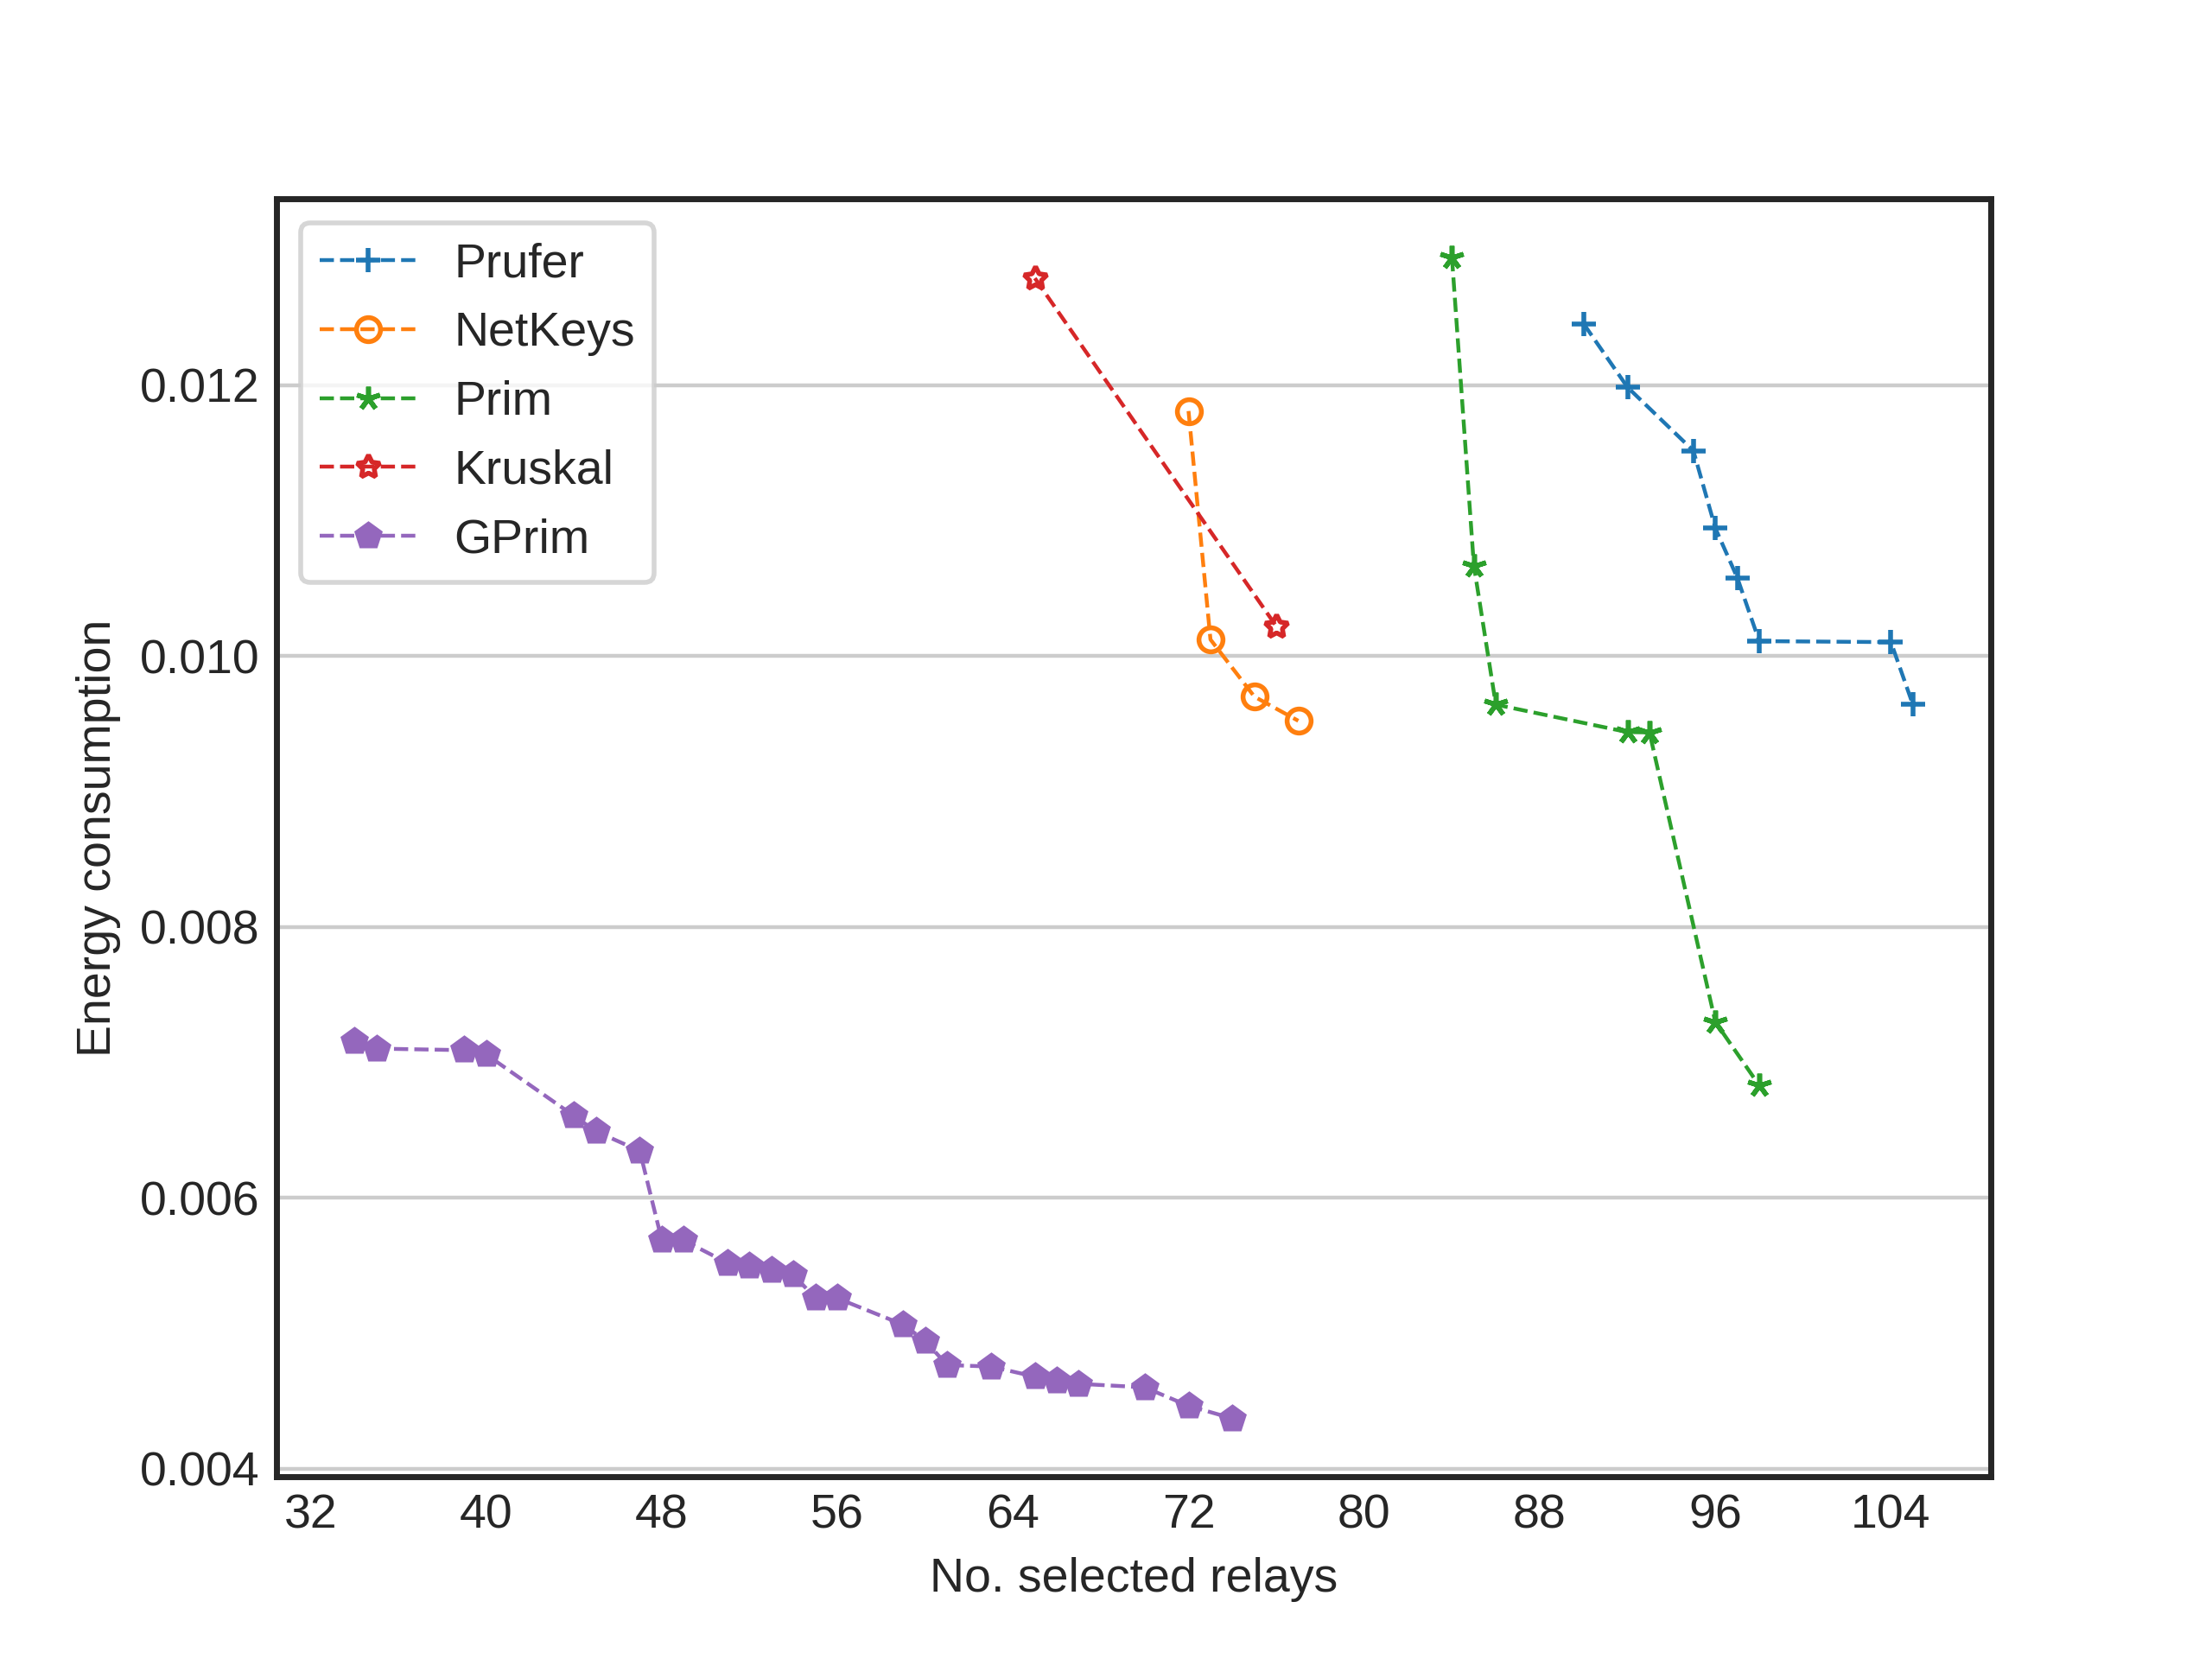 Prufer
NetKeys
Prim
Kruskal
GPrim
0.012
0.010
0.008
0.006
0.004
Energy consumption
32 40 48 56 64 72 80 88 96 104
No. selected relays